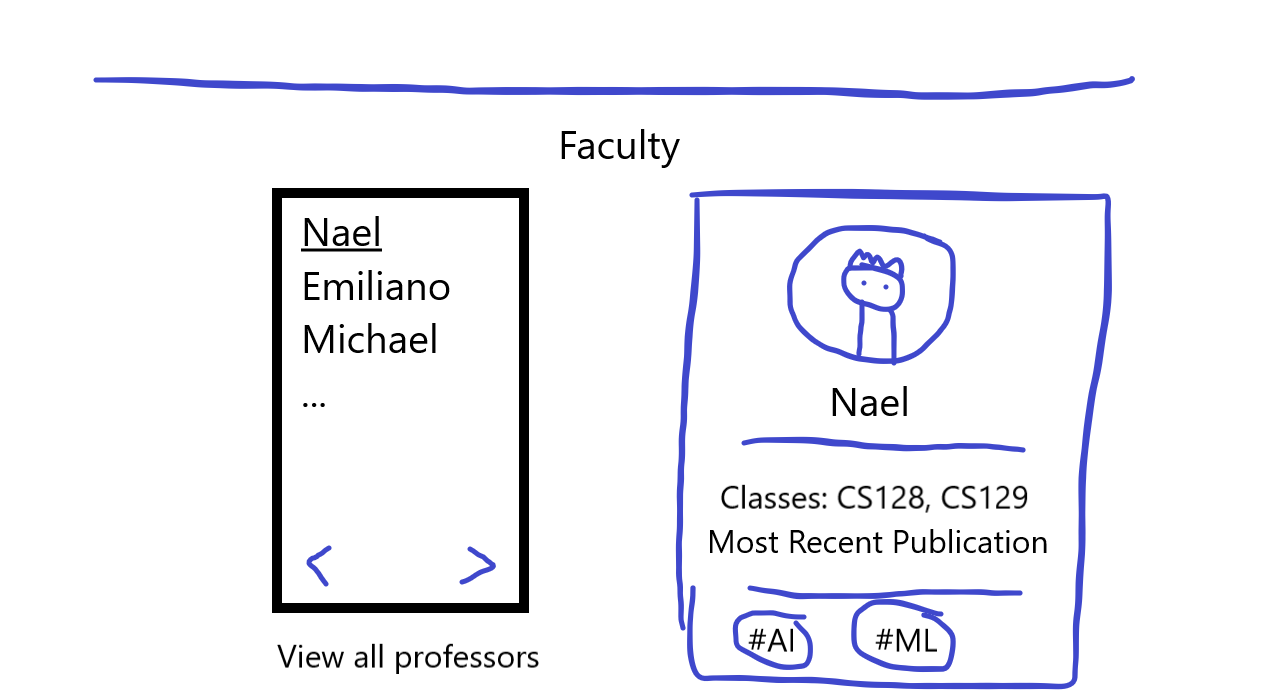 Faculty
Nael
Emiliano
Michael
...
< >
View all professors
Nael
Classes: CS128, CS129
Most Recent Publication
#AI #ML